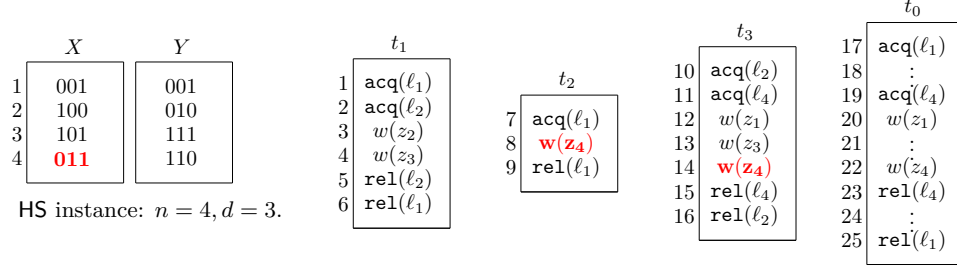 X Y
1 001 001
2 100 010
3 101 111
4 011 110
HS instance: n = 4, d = 3.
t₁
1 acq(ℓ₁)
2 acq(ℓ₂)
3 w(z₂)
4 w(z₃)
5 rel(ℓ₂)
6 rel(ℓ₁)
t₂
7 acq(ℓ₁)
8 w(z₄)
9 rel(ℓ₁)
t₃
10 acq(ℓ₂)
11 acq(ℓ₄)
12 w(z₁)
13 w(z₃)
14 w(z₄)
15 rel(ℓ₄)
16 rel(ℓ₂)
t₀
17 acq(ℓ₁)
18 ⋮
19 acq(ℓ₄)
20 w(z₁)
21 ⋮
22 w(z₄)
23 rel(ℓ₄)
24 ⋮
25 rel(ℓ₁)